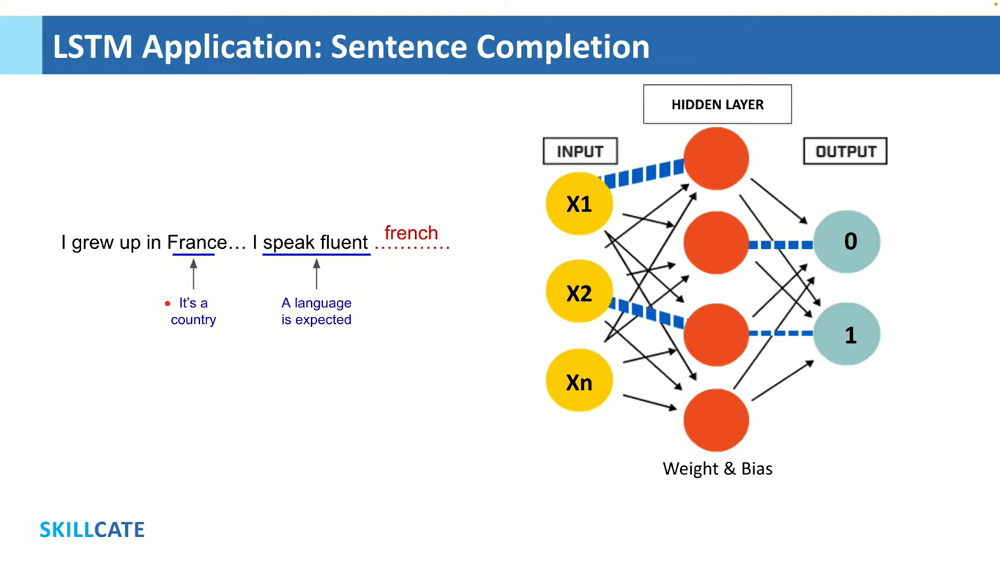 LSTM Application: Sentence Completion
I grew up in France… I speak fluent ............
french
It's a
country
A language
is expected
HIDDEN LAYER
INPUT
OUTPUT
X1
X2
Xn
0
1
Weight & Bias
SKILLCATE